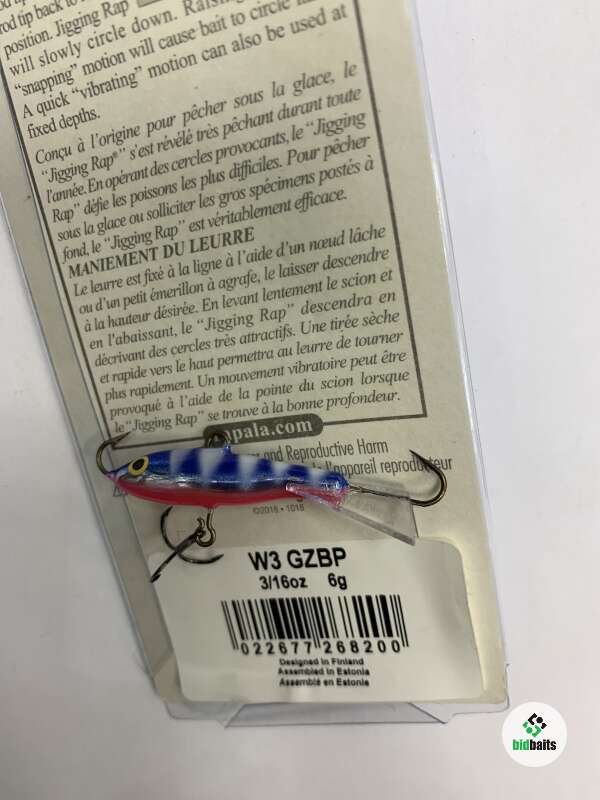 rod tip back to
position. Jigging Rap
will slowly circle down. Raising
"snapping" motion will cause bait to circle
A quick "vibrating" motion can also be used at
fixed depths.
Conçu à l'origine pour pêcher sous la glace, le
"Jigging Rap®" s'est révélé très pêchant durant toute
l'année. En opérant des cercles provocants, le "Jigging
Rap" défie les poissons les plus difficiles. Pour pêcher
sous la glace ou solliciter les gros spécimens postés à
fond, le "Jigging Rap" est véritablement efficace.
MANIEMENT DU LEURRE
Le leurre est fixé à la ligne à l'aide d'un nœud lâche
ou d'un petit émerillon à agrafe, le laisser descendre
à la hauteur désirée. En levant lentement le scion et
en l'abaissant, le "Jigging Rap" descendra en
décrivant des cercles très attractifs. Une tirée sèche
et rapide vers le haut permettra au leurre de tourner
plus rapidement. Un mouvement vibratoire peut être
provoqué à l'aide de la pointe du scion lorsque
le "Jigging Rap" se trouve à la bonne profondeur.
pala.com
and Reproductive Harm
l'appareil reproducteur
©2018 • 1018
W3 GZBP
3/16oz 6g
022677268200
Designed in Finland
Assembled in Estonia
Assemblé en Estonie
bidbaits